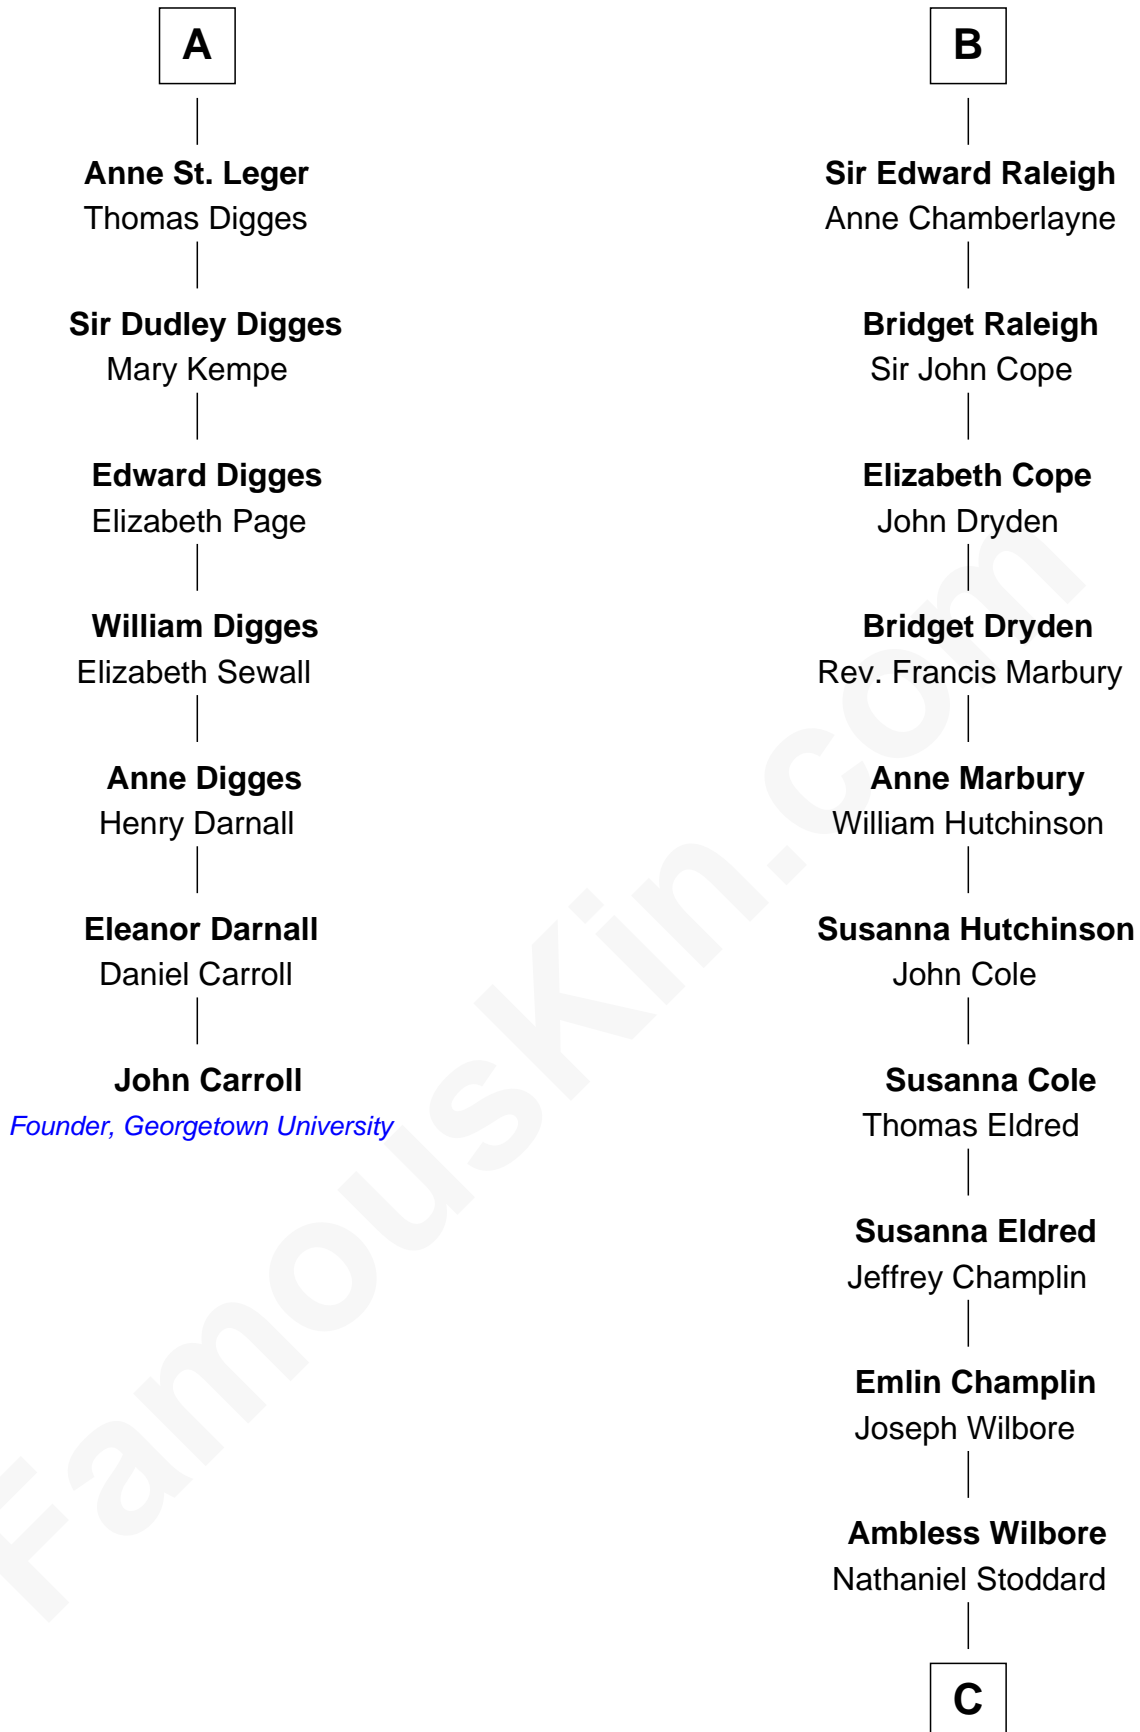 A
Anne St. Leger
Thomas Digges
Sir Dudley Digges
Mary Kempe
Edward Digges
Elizabeth Page
William Digges
Elizabeth Sewall
Anne Digges
Henry Darnall
Eleanor Darnall
Daniel Carroll
John Carroll
Founder, Georgetown University
B
Sir Edward Raleigh
Anne Chamberlayne
Bridget Raleigh
Sir John Cope
Elizabeth Cope
John Dryden
Bridget Dryden
Rev. Francis Marbury
Anne Marbury
William Hutchinson
Susanna Hutchinson
John Cole
Susanna Cole
Thomas Eldred
Susanna Eldred
Jeffrey Champlin
Emlin Champlin
Joseph Wilbore
Ambless Wilbore
Nathaniel Stoddard
C
FamousKin.com